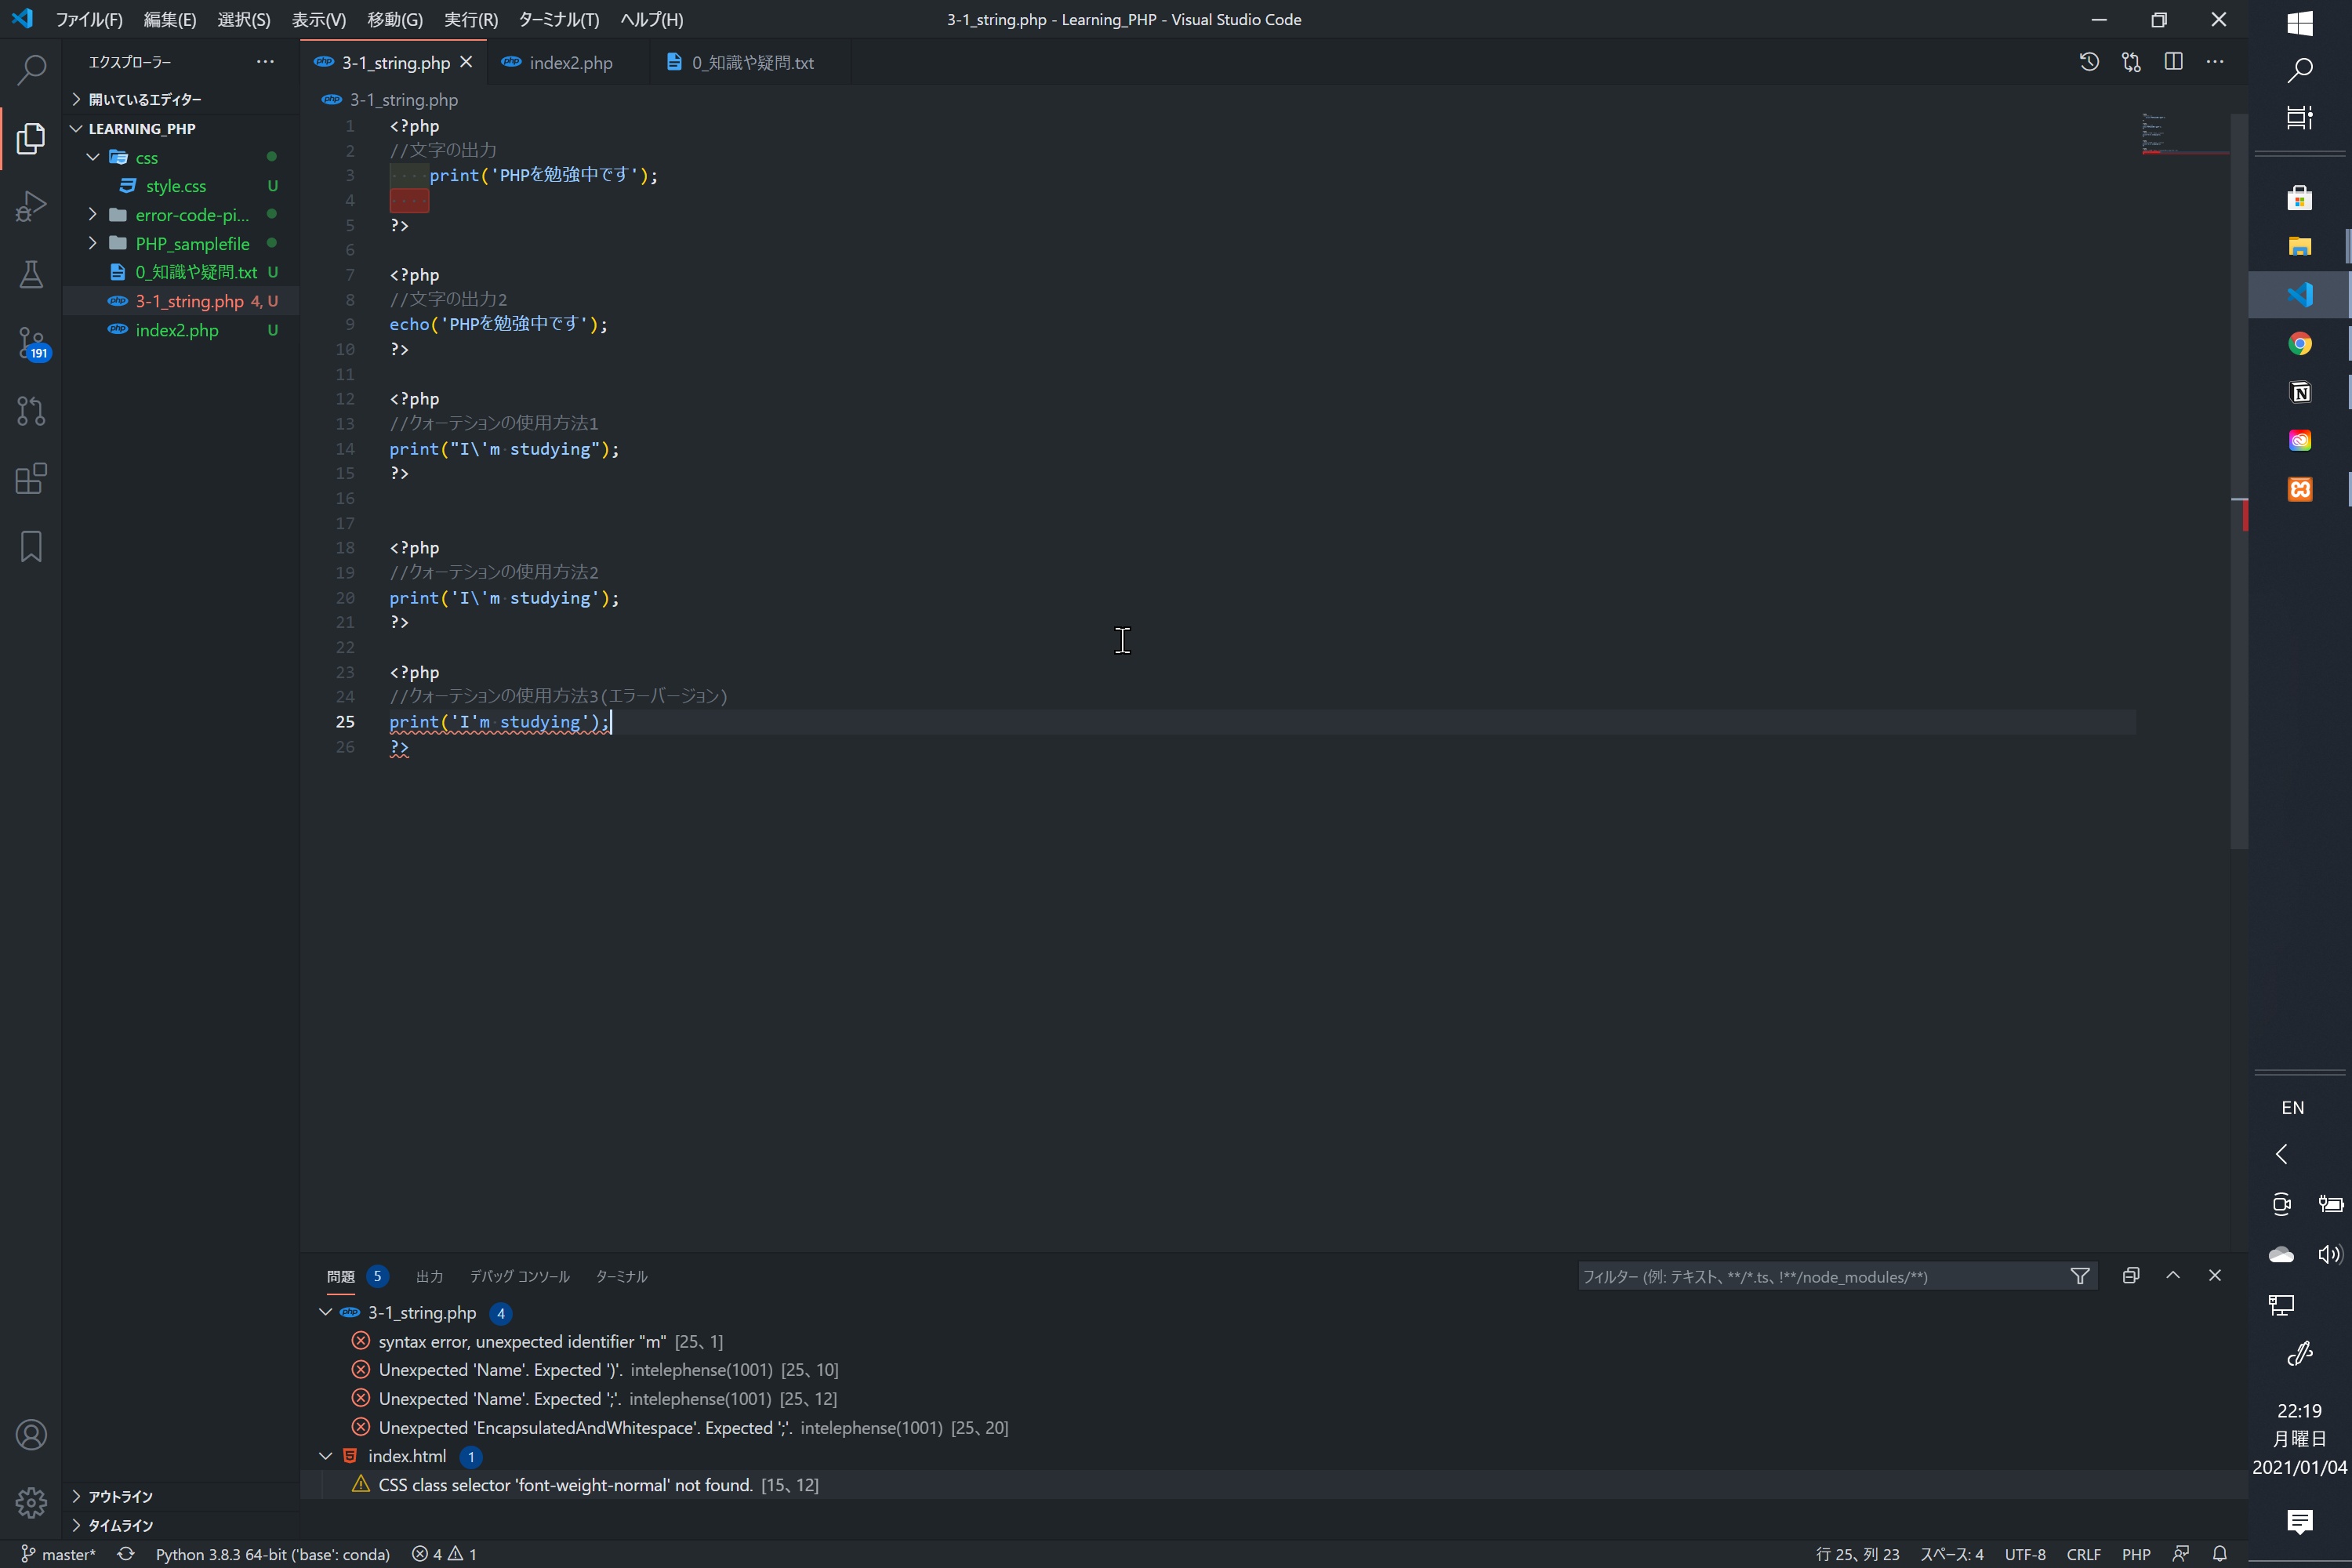 ファイル(F) 編集(E) 選択(S) 表示(V) 移動(G) 実行(R) ターミナル(T) ヘルプ(H) 3-1_string.php - Learning_PHP - Visual Studio Code
エクスプローラー
開いているエディター
LEARNING_PHP
css
style.css U
error-code-pi...
PHP_samplefile
0_知識や疑問.txt U
3-1_string.php 4, U
index2.php U
191
アウトライン
タイムライン
3-1_string.php index2.php 0_知識や疑問.txt
3-1_string.php
1 <?php
2 //文字の出力
3 ····print('PHPを勉強中です');
4 ····
5 ?>
6
7 <?php
8 //文字の出力2
9 echo('PHPを勉強中です');
10 ?>
11
12 <?php
13 //クォーテションの使用方法1
14 print("I\'m·studying");
15 ?>
16
17
18 <?php
19 //クォーテションの使用方法2
20 print('I\'m·studying');
21 ?>
22
23 <?php
24 //クォーテションの使用方法3(エラーバージョン)
25 print('I'm·studying');
26 ?>
問題 5 出力 デバッグ コンソール ターミナル フィルター (例: テキスト、**/*.ts、!**/node_modules/**)
3-1_string.php 4
syntax error, unexpected identifier "m" [25、1]
Unexpected 'Name'. Expected ')'. intelephense(1001) [25、10]
Unexpected 'Name'. Expected ';'. intelephense(1001) [25、12]
Unexpected 'EncapsulatedAndWhitespace'. Expected ';'. intelephense(1001) [25、20]
index.html 1
CSS class selector 'font-weight-normal' not found. [15、12]
master* Python 3.8.3 64-bit ('base': conda) 4 1 行 25、列 23 スペース: 4 UTF-8 CRLF PHP
EN
22:19
月曜日
2021/01/04